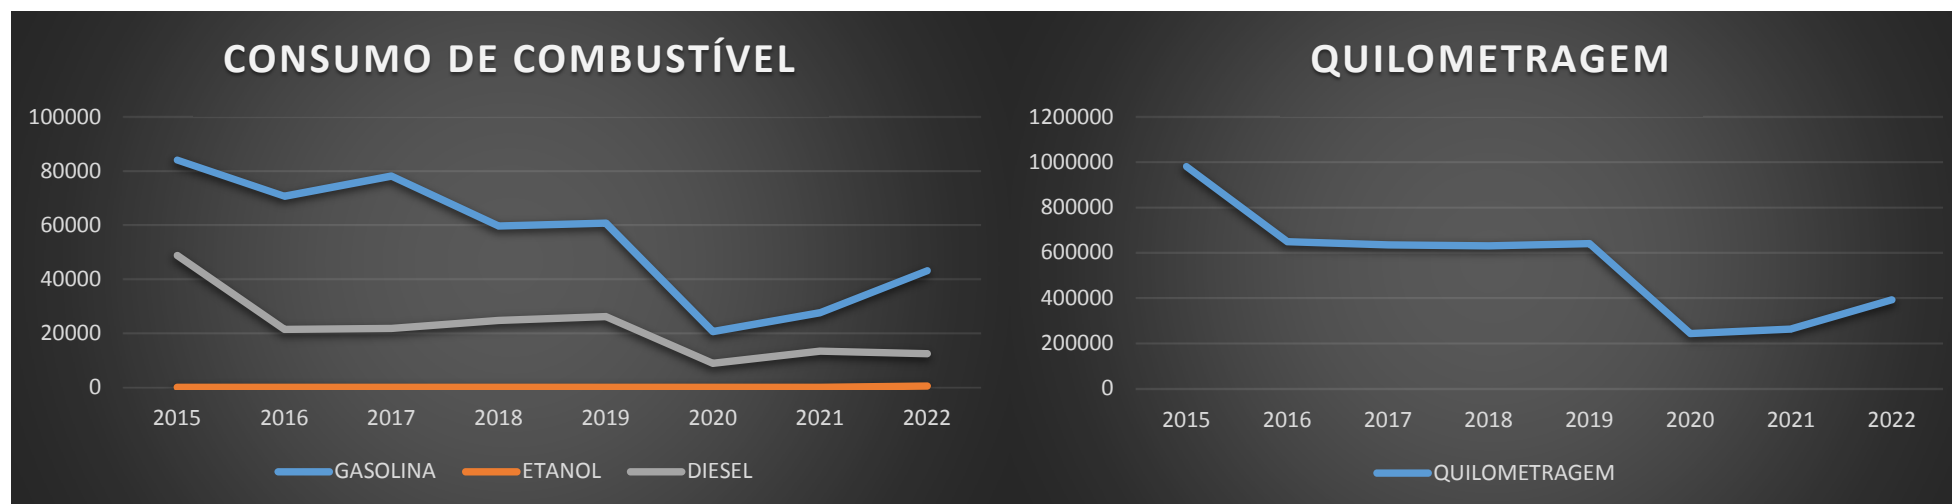 CONSUMO DE COMBUSTÍVEL
100000
80000
60000
40000
20000
0
2015 2016 2017 2018 2019 2020 2021 2022
GASOLINA ETANOL DIESEL
QUILOMETRAGEM
1200000
1000000
800000
600000
400000
200000
0
2015 2016 2017 2018 2019 2020 2021 2022
QUILOMETRAGEM